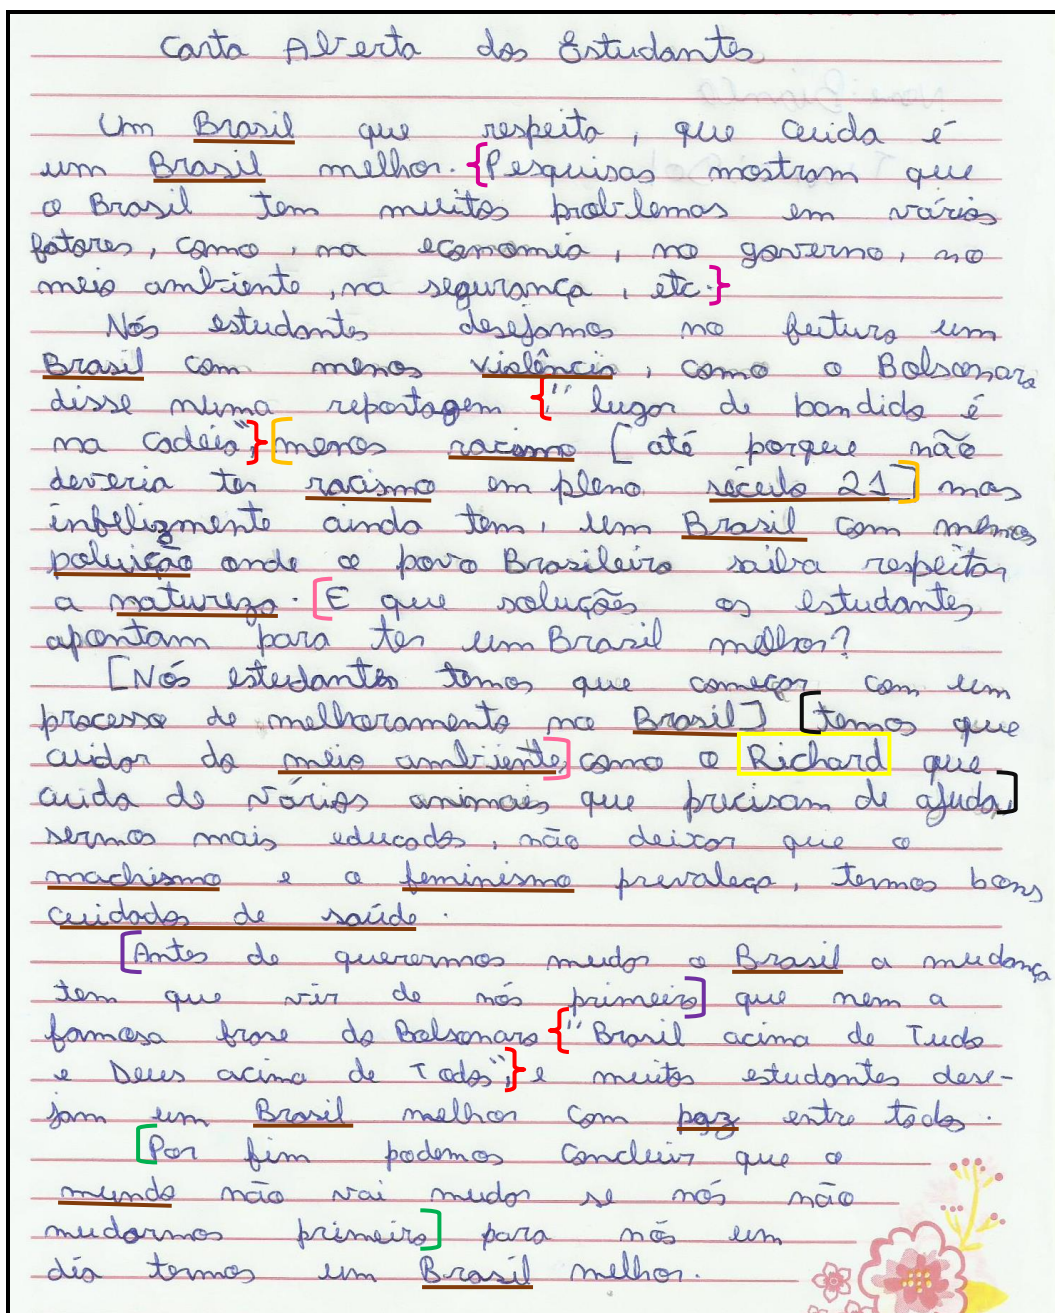 Carta Aberta dos Estudantes
Um Brasil que respeita, que cuida é
um Brasil melhor. {Pesquisas mostram que
o Brasil tem muitos problemas em vários
fatores, como, na economia, no governo, no
meio ambiente, na segurança, etc.}
Nós estudantes desejamos no futuro um
Brasil com menos violência, como o Bolsonaro
disse numa reportagem {"lugar de bandido é
na cadeia",} [menos racismo [até porque não
deveria ter racismo em pleno século 21] mas
infelizmente ainda tem, um Brasil com menos
poluição onde o povo Brasileiro saiba respeitar
a natureza. [E que soluções os estudantes
apontam para ter um Brasil melhor?
[Nós estudantes temos que começar com um
processo de melhoramento no Brasil] [temos que
cuidar do meio ambiente,] como o Richard que
cuida de vários animais que precisam de ajuda,]
sermos mais educados, não deixar que o
machismo e o feminismo prevaleça, termos bons
cuidados de saúde.
[Antes de querermos mudar o Brasil a mudança
tem que vir de nós primeiro] que nem a
famosa frase do Bolsonaro {"Brasil acima de Tudo
e Deus acima de Todos",} e muitos estudantes dese-
jam um Brasil melhor com paz entre todos.
[Por fim podemos concluir que o
mundo não vai mudar se nós não
mudarmos primeiro] para nós um
dia termos um Brasil melhor.